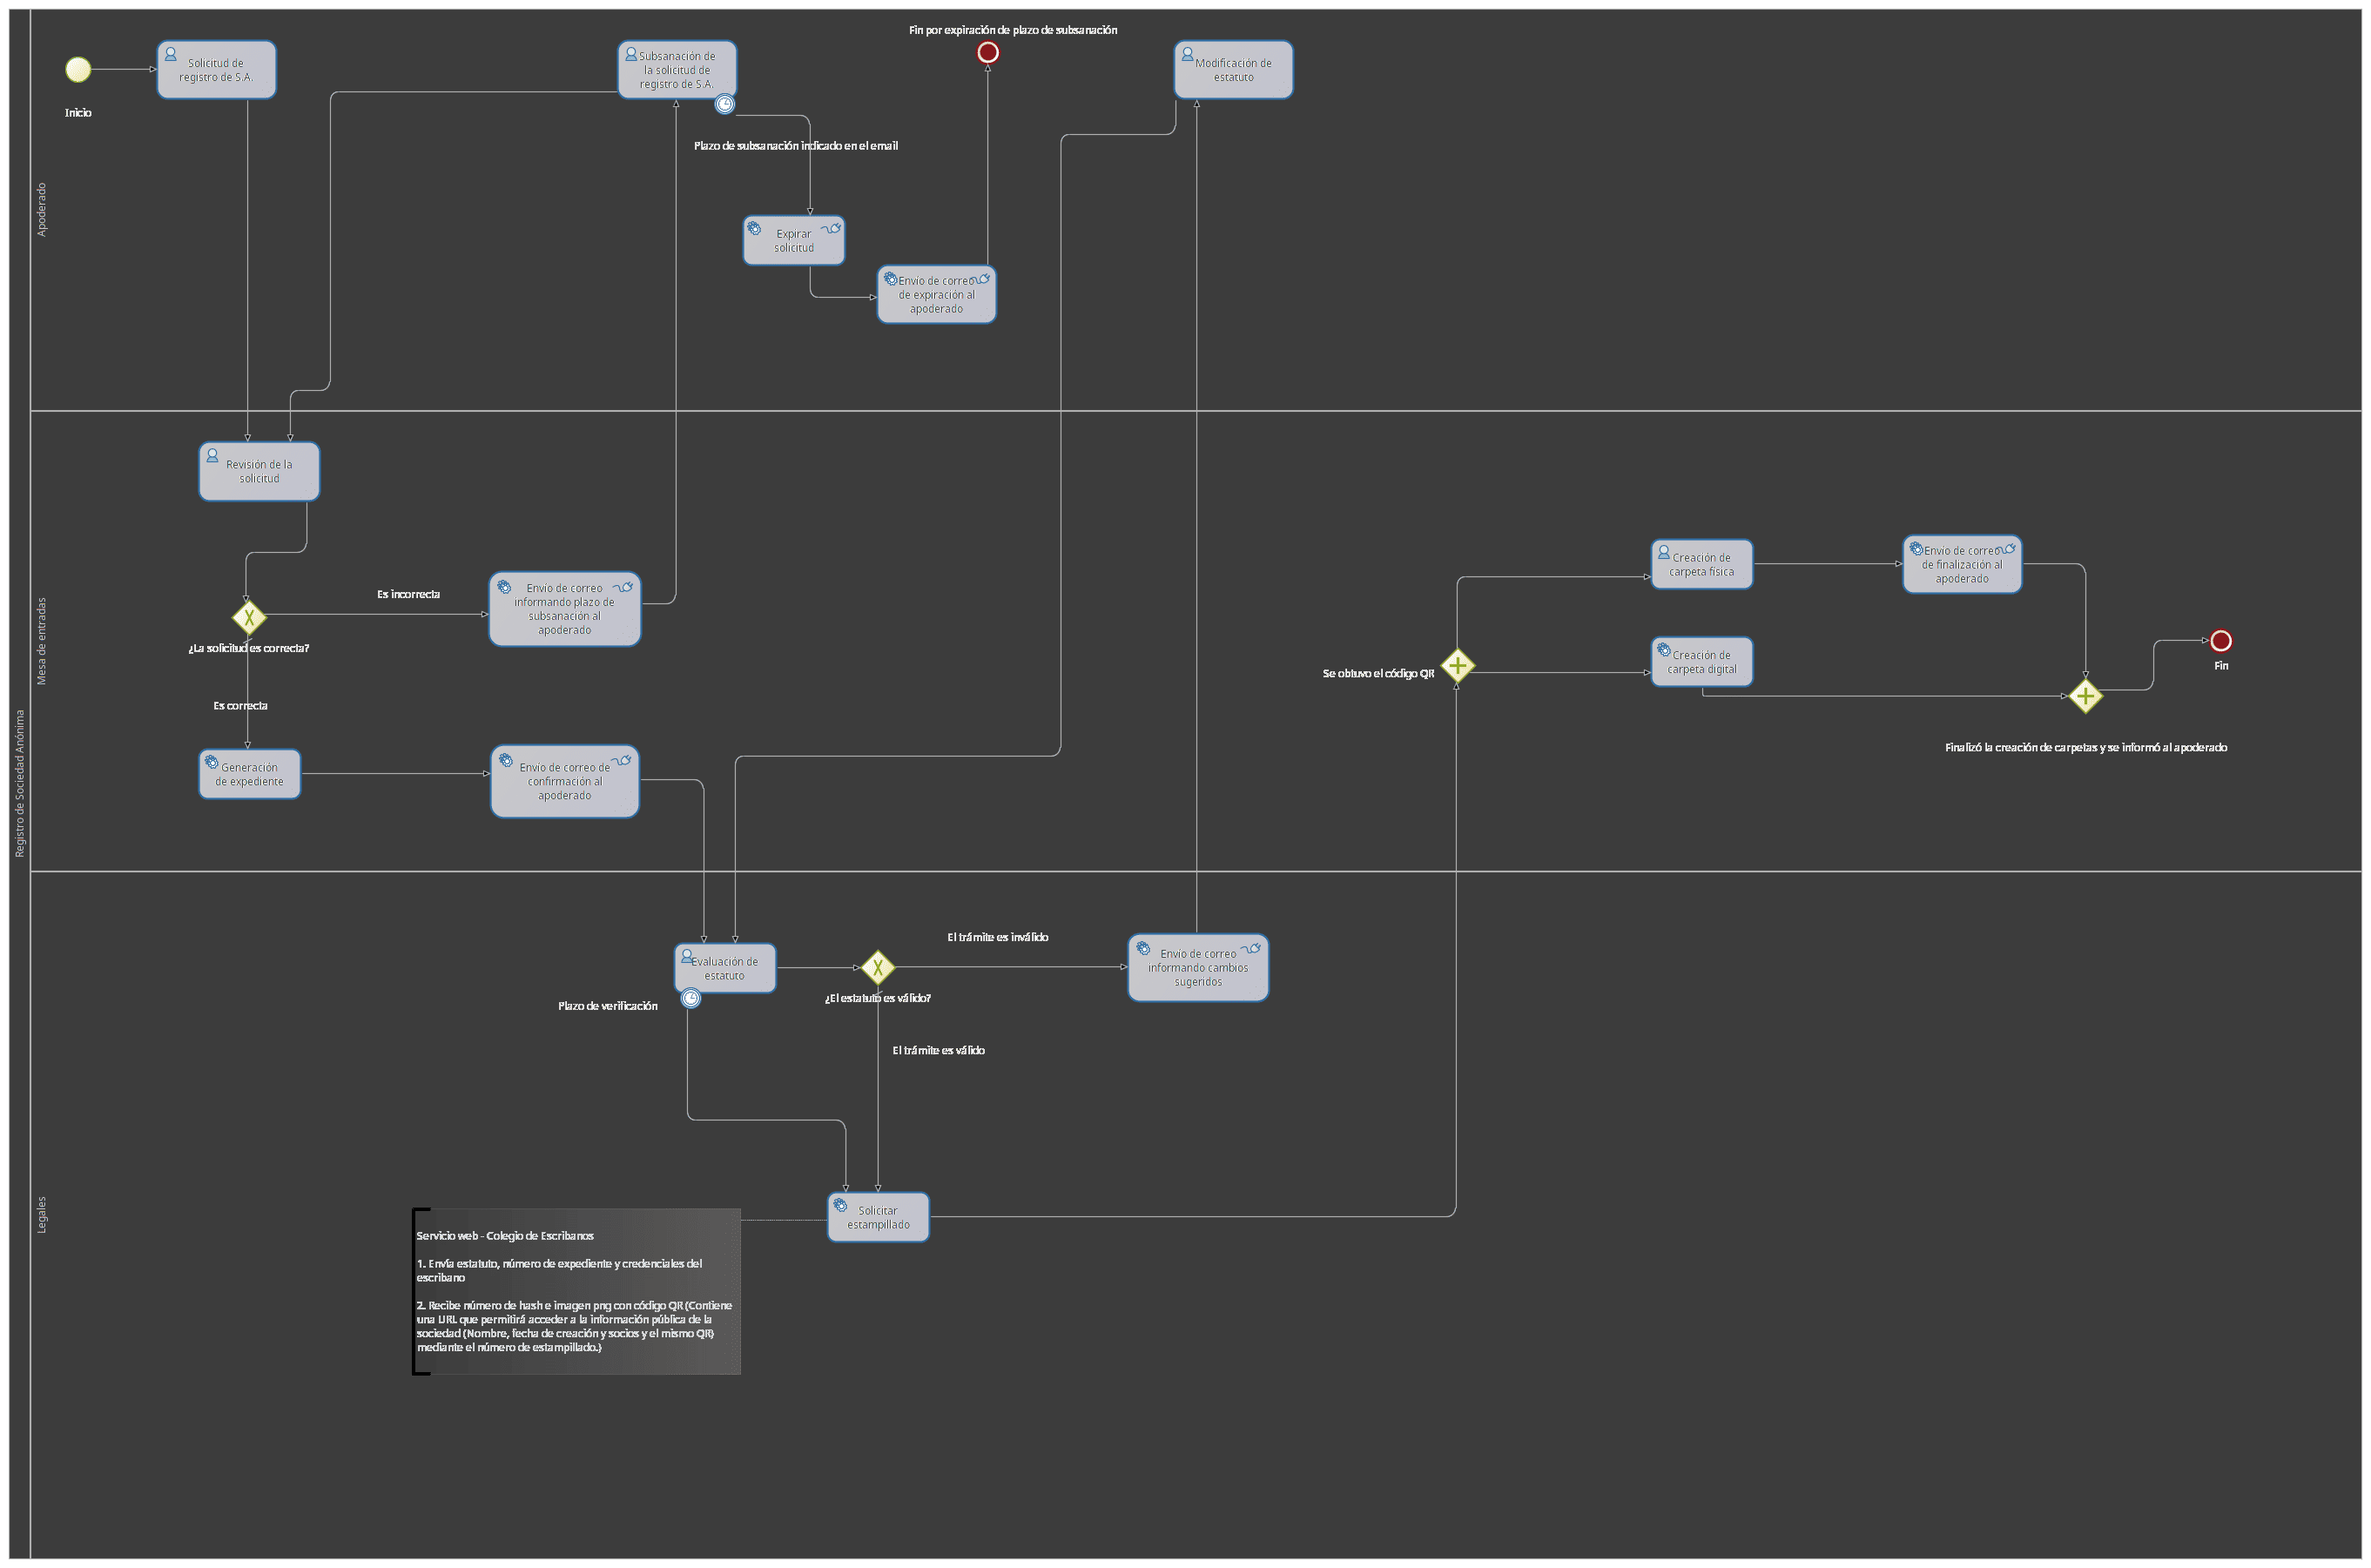 Registro de Sociedad Anónima
Apoderado
Inicio
Solicitud de
registro de S.A.
Subsanación de
la solicitud de
registro de S.A.
Plazo de subsanación indicado en el email
Expirar
solicitud
Envío de correo
de expiración al
apoderado
Fin por expiración de plazo de subsanación
Modificación de
estatuto
Mesa de entradas
Revisión de la
solicitud
¿La solicitud es correcta?
Es incorrecta
Envío de correo
informando plazo de
subsanación al
apoderado
Es correcta
Generación
de expediente
Envío de correo de
confirmación al
apoderado
Se obtuvo el código QR
Creación de
carpeta física
Envío de correo
de finalización al
apoderado
Creación de
carpeta digital
Fin
Finalizó la creación de carpetas y se informó al apoderado
Legales
Evaluación de
estatuto
Plazo de verificación
¿El estatuto es válido?
El trámite es inválido
Envío de correo
informando cambios
sugeridos
El trámite es válido
Solicitar
estampillado
Servicio web - Colegio de Escribanos
1. Envía estatuto, número de expediente y credenciales del
escribano
2. Recibe número de hash e imagen png con código QR (Contiene
una URL que permitirá acceder a la información pública de la
sociedad (Nombre, fecha de creación y socios y el mismo QR)
mediante el número de estampillado.)